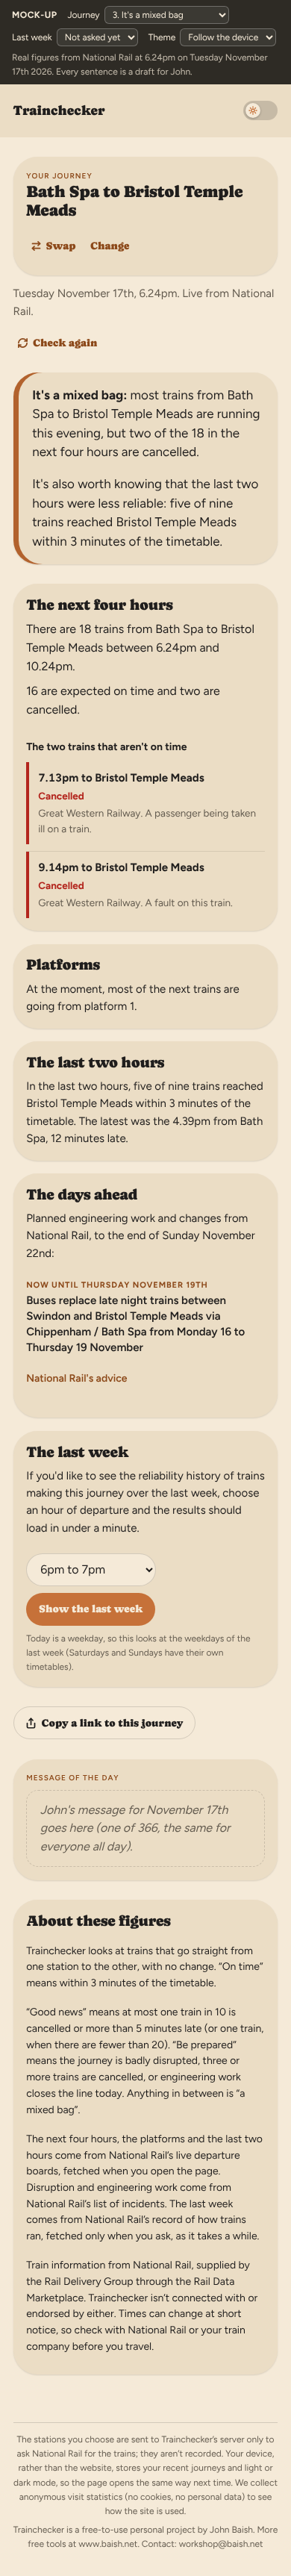 MOCK-UP Journey 3. It's a mixed bag
Last week Not asked yet Theme Follow the device
Real figures from National Rail at 6.24pm on Tuesday November
17th 2026. Every sentence is a draft for John.
Trainchecker
YOUR JOURNEY
Bath Spa to Bristol Temple
Meads
Swap Change
Tuesday November 17th, 6.24pm. Live from National
Rail.
Check again
It's a mixed bag: most trains from Bath
Spa to Bristol Temple Meads are running
this evening, but two of the 18 in the
next four hours are cancelled.
It's also worth knowing that the last two
hours were less reliable: five of nine
trains reached Bristol Temple Meads
within 3 minutes of the timetable.
The next four hours
There are 18 trains from Bath Spa to Bristol
Temple Meads between 6.24pm and
10.24pm.
16 are expected on time and two are
cancelled.
The two trains that aren't on time
7.13pm to Bristol Temple Meads
Cancelled
Great Western Railway. A passenger being taken
ill on a train.
9.14pm to Bristol Temple Meads
Cancelled
Great Western Railway. A fault on this train.
Platforms
At the moment, most of the next trains are
going from platform 1.
The last two hours
In the last two hours, five of nine trains reached
Bristol Temple Meads within 3 minutes of the
timetable. The latest was the 4.39pm from Bath
Spa, 12 minutes late.
The days ahead
Planned engineering work and changes from
National Rail, to the end of Sunday November
22nd:
NOW UNTIL THURSDAY NOVEMBER 19TH
Buses replace late night trains between
Swindon and Bristol Temple Meads via
Chippenham / Bath Spa from Monday 16 to
Thursday 19 November
National Rail's advice
The last week
If you'd like to see the reliability history of trains
making this journey over the last week, choose
an hour of departure and the results should
load in under a minute.
6pm to 7pm
Show the last week
Today is a weekday, so this looks at the weekdays of the
last week (Saturdays and Sundays have their own
timetables).
Copy a link to this journey
MESSAGE OF THE DAY
John's message for November 17th
goes here (one of 366, the same for
everyone all day).
About these figures
Trainchecker looks at trains that go straight from
one station to the other, with no change. “On time”
means within 3 minutes of the timetable.
“Good news” means at most one train in 10 is
cancelled or more than 5 minutes late (or one train,
when there are fewer than 20). “Be prepared”
means the journey is badly disrupted, three or
more trains are cancelled, or engineering work
closes the line today. Anything in between is “a
mixed bag”.
The next four hours, the platforms and the last two
hours come from National Rail’s live departure
boards, fetched when you open the page.
Disruption and engineering work come from
National Rail’s list of incidents. The last week
comes from National Rail’s record of how trains
ran, fetched only when you ask, as it takes a while.
Train information from National Rail, supplied by
the Rail Delivery Group through the Rail Data
Marketplace. Trainchecker isn’t connected with or
endorsed by either. Times can change at short
notice, so check with National Rail or your train
company before you travel.
The stations you choose are sent to Trainchecker’s server only to
ask National Rail for the trains; they aren’t recorded. Your device,
rather than the website, stores your recent journeys and light or
dark mode, so the page opens the same way next time. We collect
anonymous visit statistics (no cookies, no personal data) to see
how the site is used.
Trainchecker is a free-to-use personal project by John Baish. More
free tools at www.baish.net. Contact: workshop@baish.net